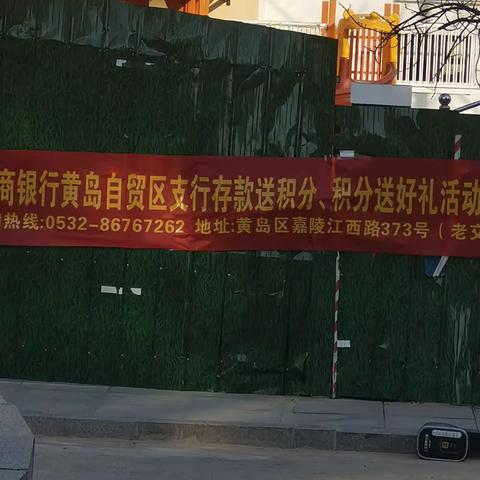 商银行黄岛自贸区支行存款送积分、积分送好礼活动
热线:0532-86767262 地址:黄岛区嘉陵江西路373号（老交